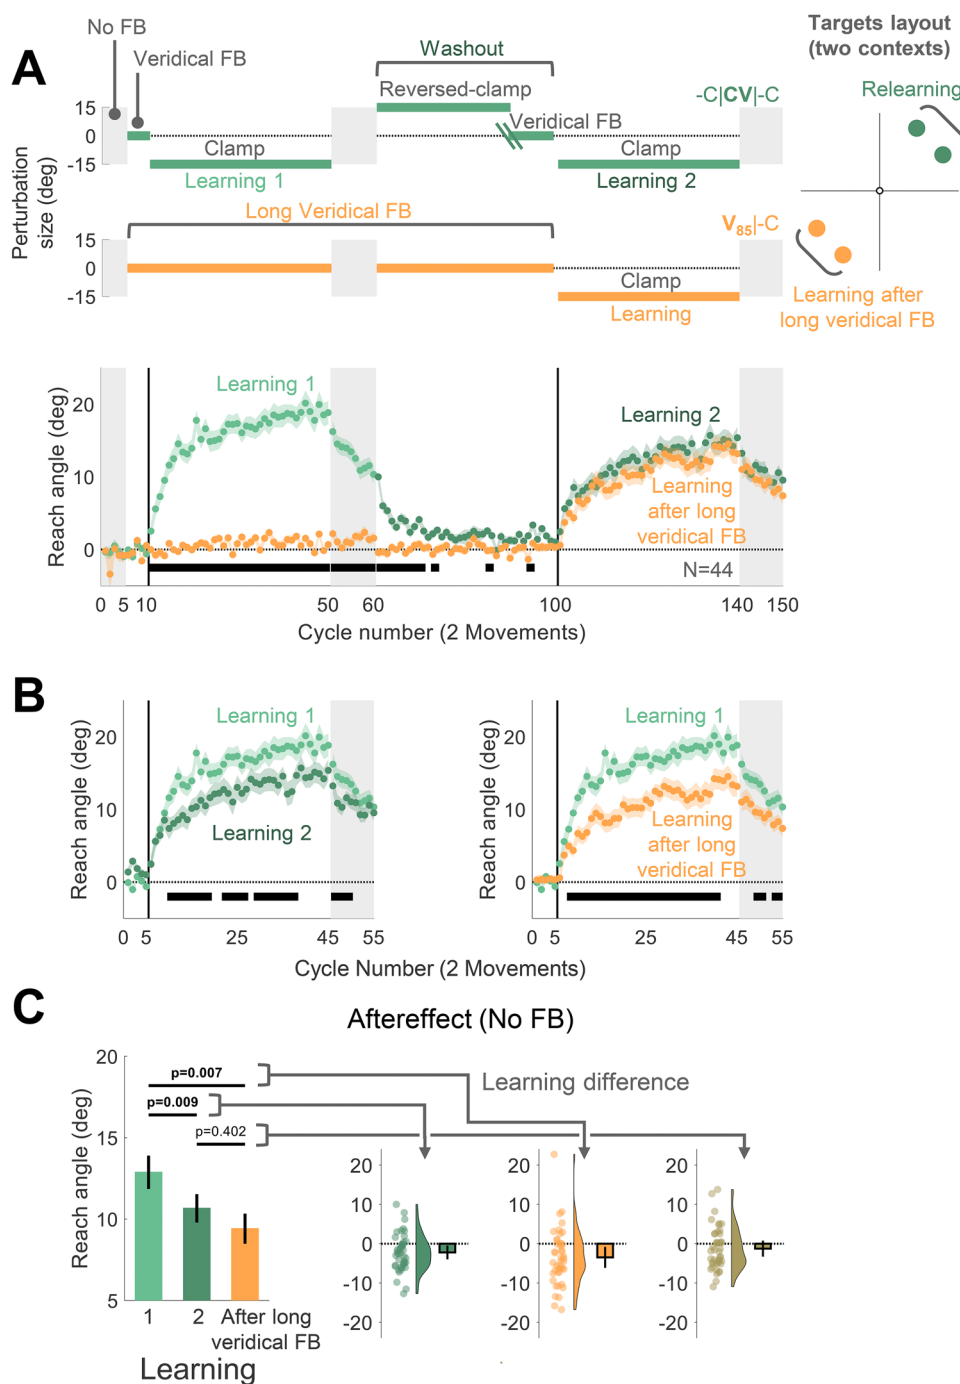 A
No FB
Veridical FB
Washout
Reversed-clamp
Veridical FB
-C|CV|-C
15
0
-15
Clamp
Learning 1
Clamp
Learning 2
Perturbation
size (deg)
Long Veridical FB
V85|-C
15
0
-15
Clamp
Learning
Targets layout
(two contexts)
Relearning
Learning after
long veridical FB
Reach angle (deg)
20
10
0
Learning 1
Learning 2
Learning
after long
veridical FB
N=44
0 5 10 50 60 100 140 150
Cycle number (2 Movements)
B
Reach angle (deg)
20
10
0
Learning 1
Learning 2
0 5 25 45 55
Reach angle (deg)
20
10
0
Learning 1
Learning
after long
veridical FB
0 5 25 45 55
Cycle Number (2 Movements)
C
Aftereffect (No FB)
Reach angle (deg)
20
15
10
5
p=0.007
p=0.009
p=0.402
1 2 After long
veridical FB
Learning
Learning difference
20
10
0
-10
-20
20
10
0
-10
-20
20
10
0
-10
-20